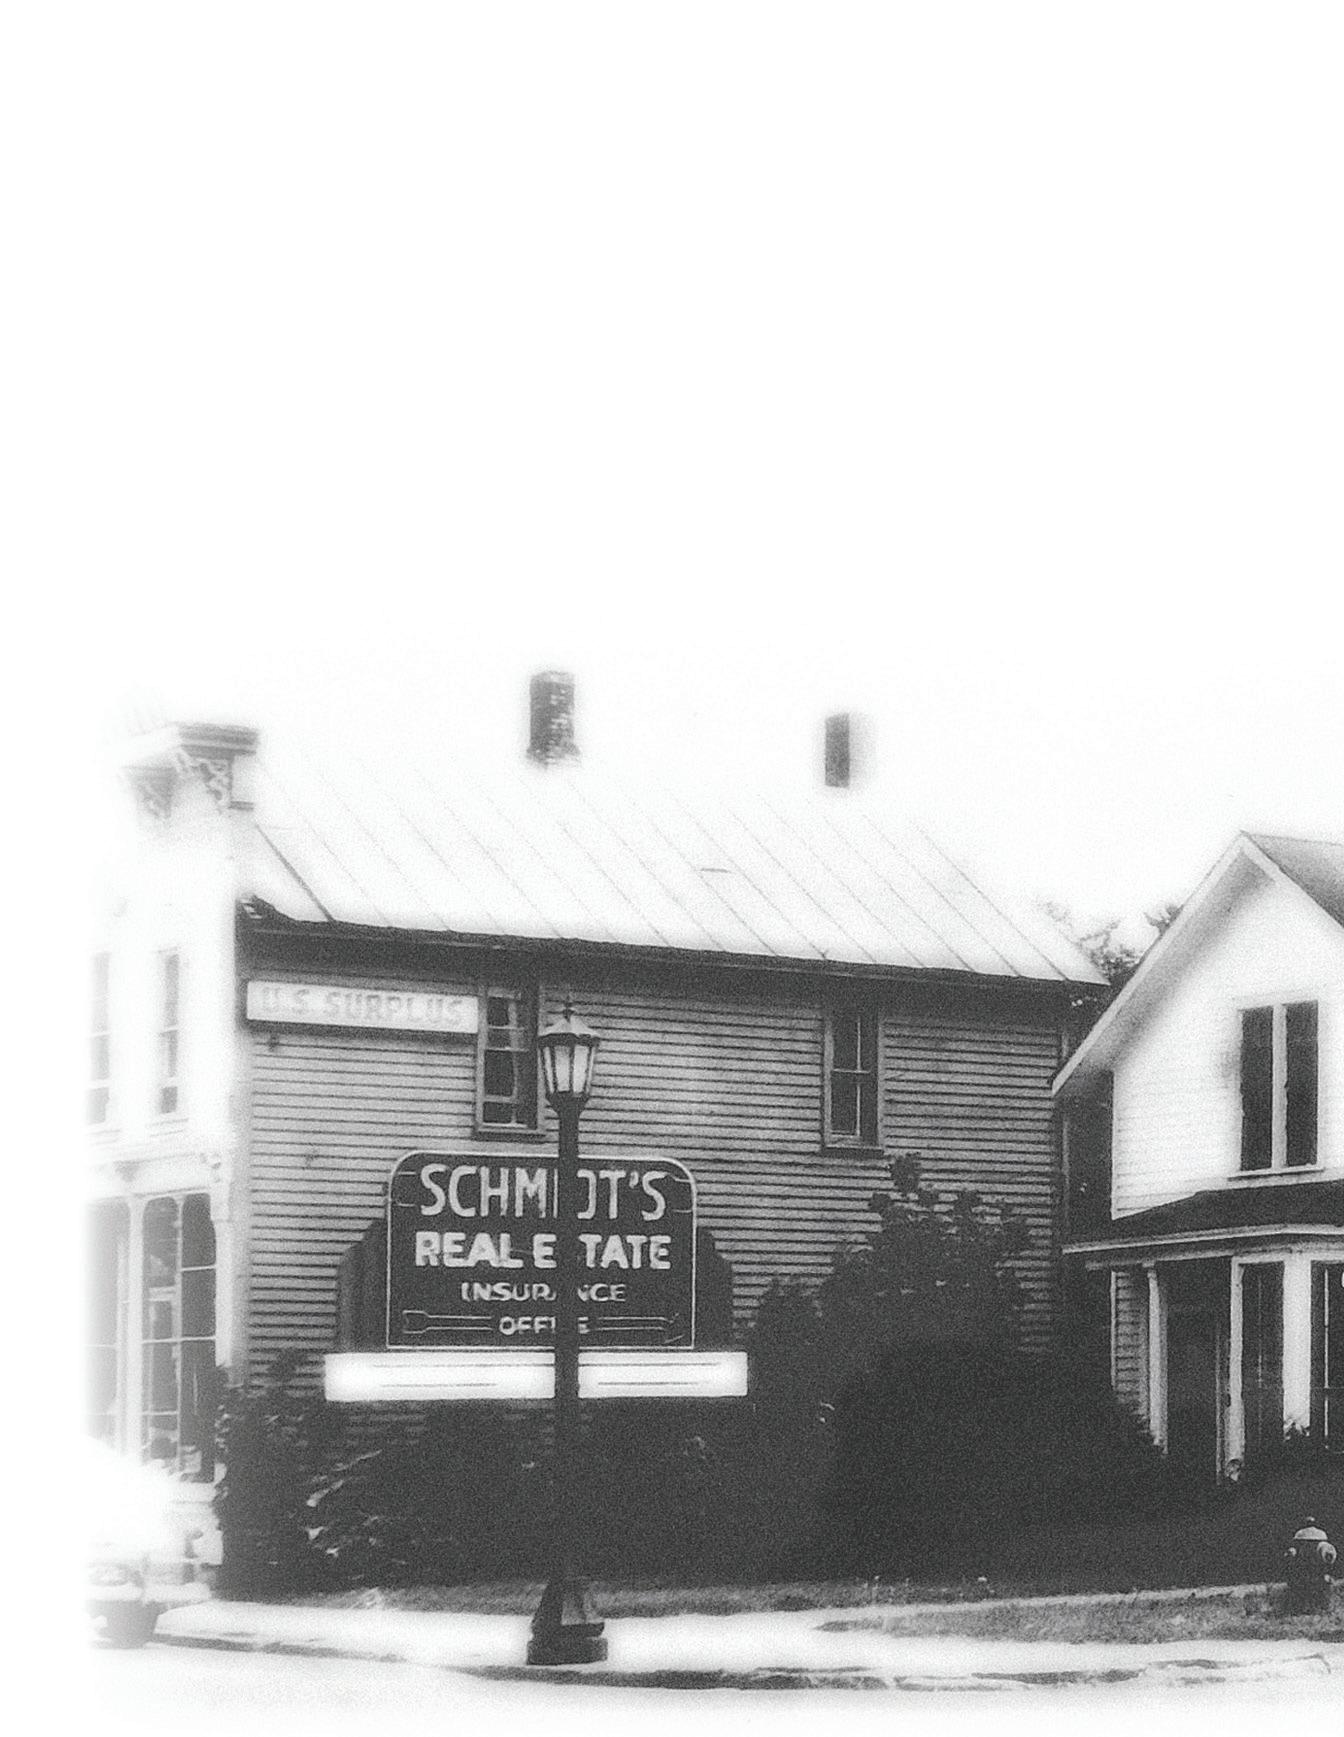 U.S. SURPLUS
SCHMIDT'S
REAL ESTATE
INSURANCE
OFFICE